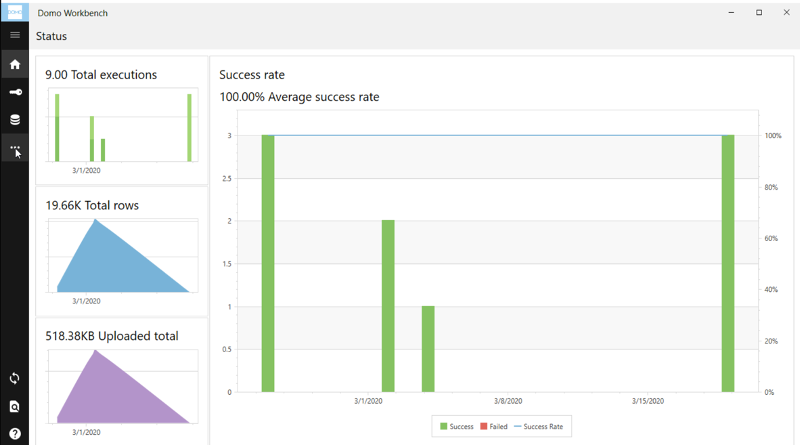 DOMO
Domo Workbench
Status
9.00 Total executions
3/1/2020
19.66K Total rows
3/1/2020
518.38KB Uploaded total
3/1/2020
Success rate
100.00% Average success rate
3
2.5
2
1.5
1
0.5
0
100%
80%
60%
40%
20%
0%
3/1/2020 3/8/2020 3/15/2020
Success Failed Success Rate